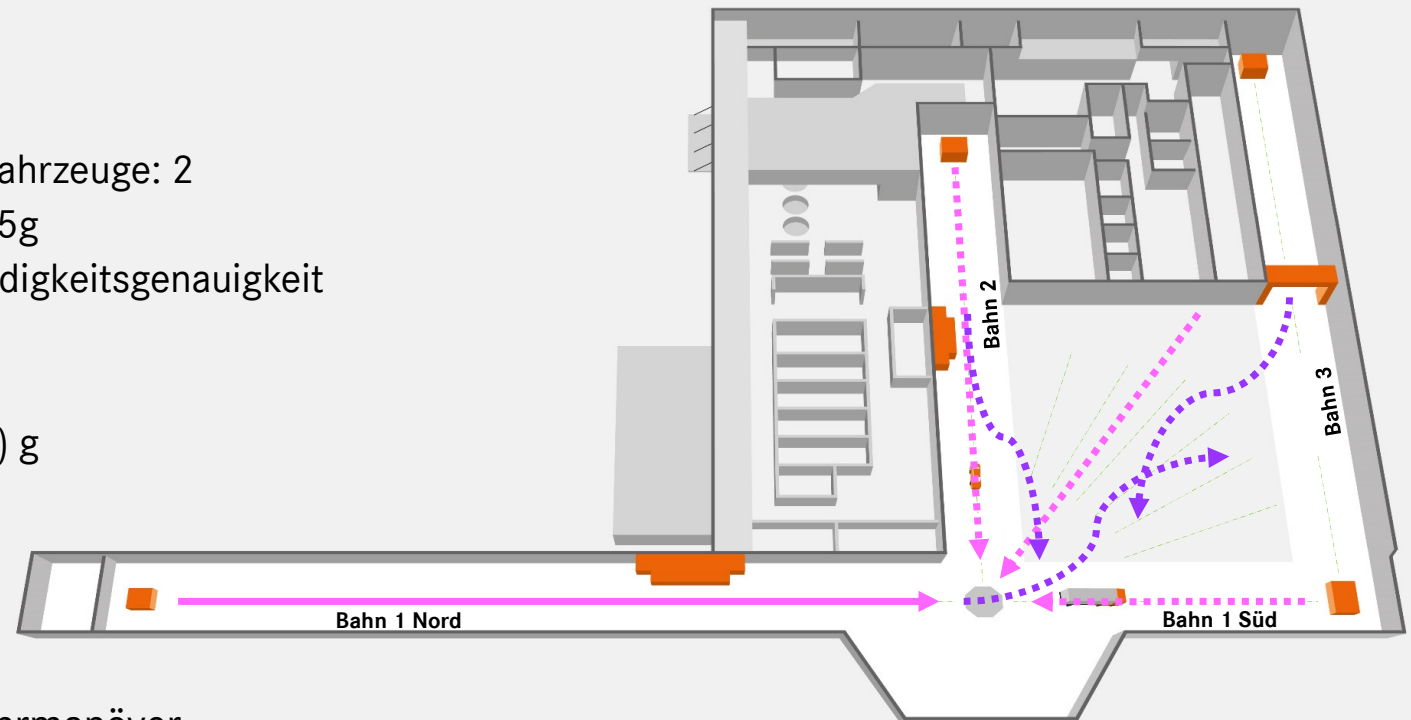 ahrzeuge: 2
5g
digkeitsgenauigkeit
) g
Bahn 2
Bahn 3
Bahn 1 Nord
Bahn 1 Süd